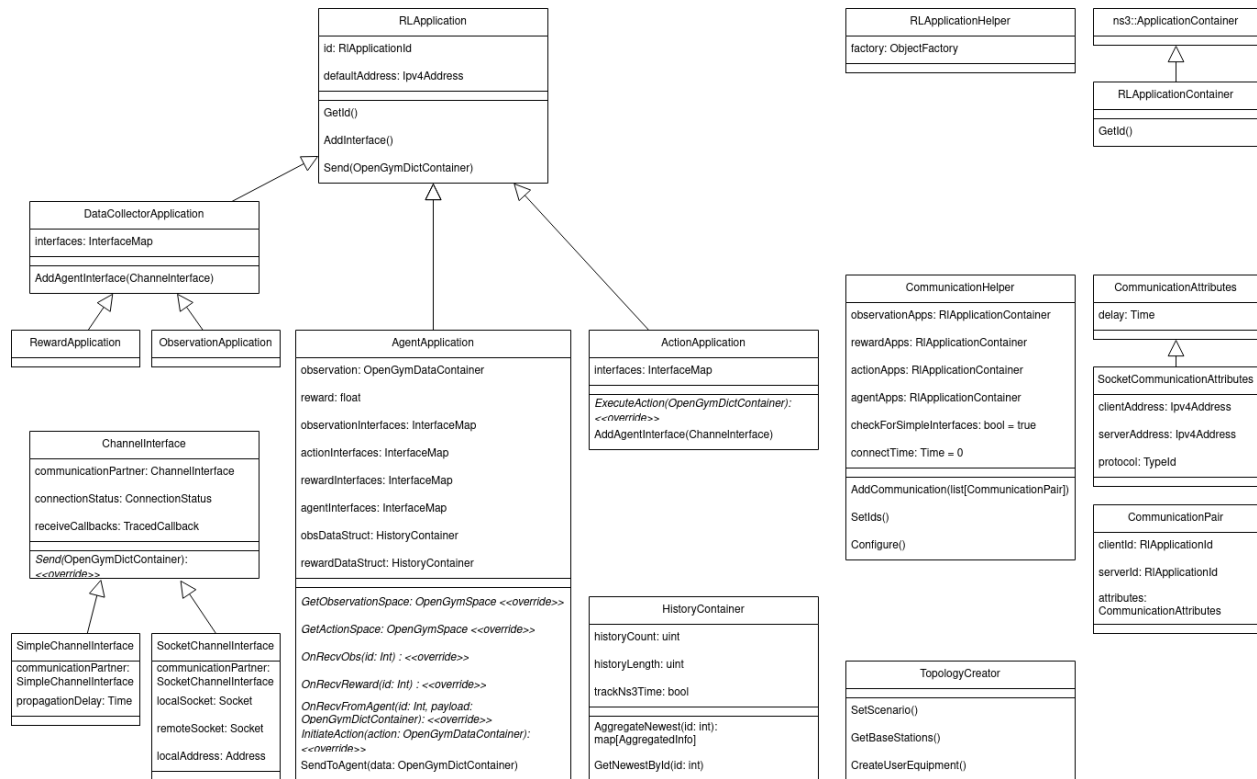 RLApplication
id: RlApplicationId
defaultAddress: Ipv4Address
GetId()
AddInterface()
Send(OpenGymDictContainer)
RLApplicationHelper
factory: ObjectFactory
ns3::ApplicationContainer
RLApplicationContainer
GetId()
DataCollectorApplication
interfaces: InterfaceMap
AddAgentInterface(ChannelInterface)
RewardApplication
ObservationApplication
AgentApplication
observation: OpenGymDataContainer
reward: float
observationInterfaces: InterfaceMap
actionInterfaces: InterfaceMap
rewardInterfaces: InterfaceMap
agentInterfaces: InterfaceMap
obsDataStruct: HistoryContainer
rewardDataStruct: HistoryContainer
GetObservationSpace: OpenGymSpace <<override>>
GetActionSpace: OpenGymSpace <<override>>
OnRecvObs(id: Int) : <<override>>
OnRecvReward(id: Int) : <<override>>
OnRecvFromAgent(id: Int, payload:
OpenGymDictContainer): <<override>>
InitiateAction(action: OpenGymDataContainer):
<<override>>
SendToAgent(data: OpenGymDictContainer)
ActionApplication
interfaces: InterfaceMap
ExecuteAction(OpenGymDictContainer):
<<override>>
AddAgentInterface(ChannelInterface)
CommunicationHelper
observationApps: RlApplicationContainer
rewardApps: RlApplicationContainer
actionApps: RlApplicationContainer
agentApps: RlApplicationContainer
checkForSimpleInterfaces: bool = true
connectTime: Time = 0
AddCommunication(list[CommunicationPair])
SetIds()
Configure()
CommunicationAttributes
delay: Time
SocketCommunicationAttributes
clientAddress: Ipv4Address
serverAddress: Ipv4Address
protocol: TypeId
CommunicationPair
clientId: RlApplicationId
serverId: RlApplicationId
attributes:
CommunicationAttributes
ChannelInterface
communicationPartner: ChannelInterface
connectionStatus: ConnectionStatus
receiveCallbacks: TracedCallback
Send(OpenGymDictContainer):
<<override>>
SimpleChannelInterface
communicationPartner:
SimpleChannelInterface
propagationDelay: Time
SocketChannelInterface
communicationPartner:
SocketChannelInterface
localSocket: Socket
remoteSocket: Socket
localAddress: Address
HistoryContainer
historyCount: uint
historyLength: uint
trackNs3Time: bool
AggregateNewest(id: int):
map[AggregatedInfo]
GetNewestById(id: int)
TopologyCreator
SetScenario()
GetBaseStations()
CreateUserEquipment()